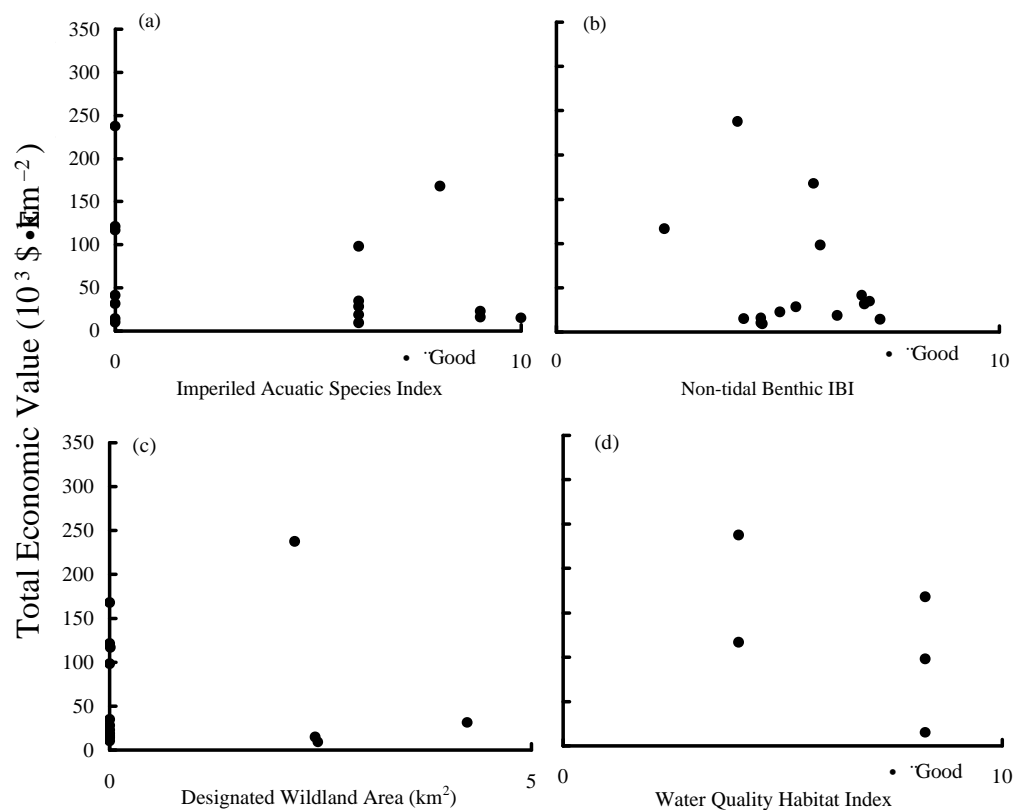 Total Economic Value (10³ $•km⁻²)
(a)
350
300
250
200
150
100
50
0
0
10
• ¨Good
Imperiled Acuatic Species Index
(b)
0
10
• ¨Good
Non-tidal Benthic IBI
(c)
350
300
250
200
150
100
50
0
0
5
Designated Wildland Area (km²)
(d)
0
10
• ¨Good
Water Quality Habitat Index